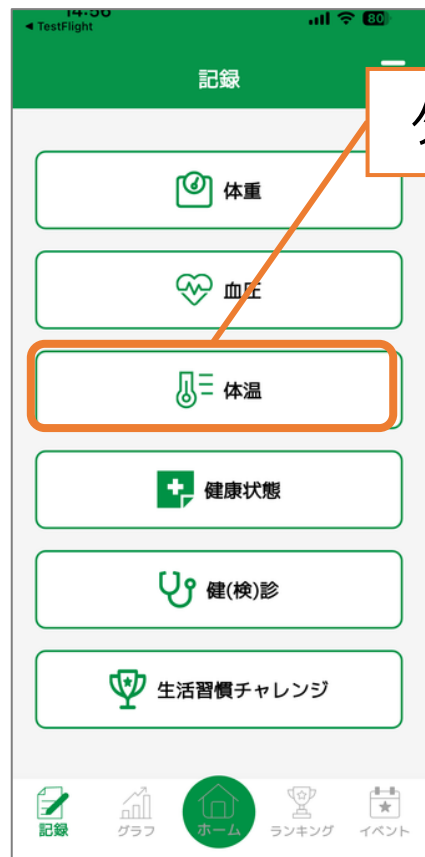 ◀ TestFlight
80
記録
体重
血圧
体温
健康状態
健(検)診
生活習慣チャレンジ
記録
グラフ
ホーム
ランキング
イベント